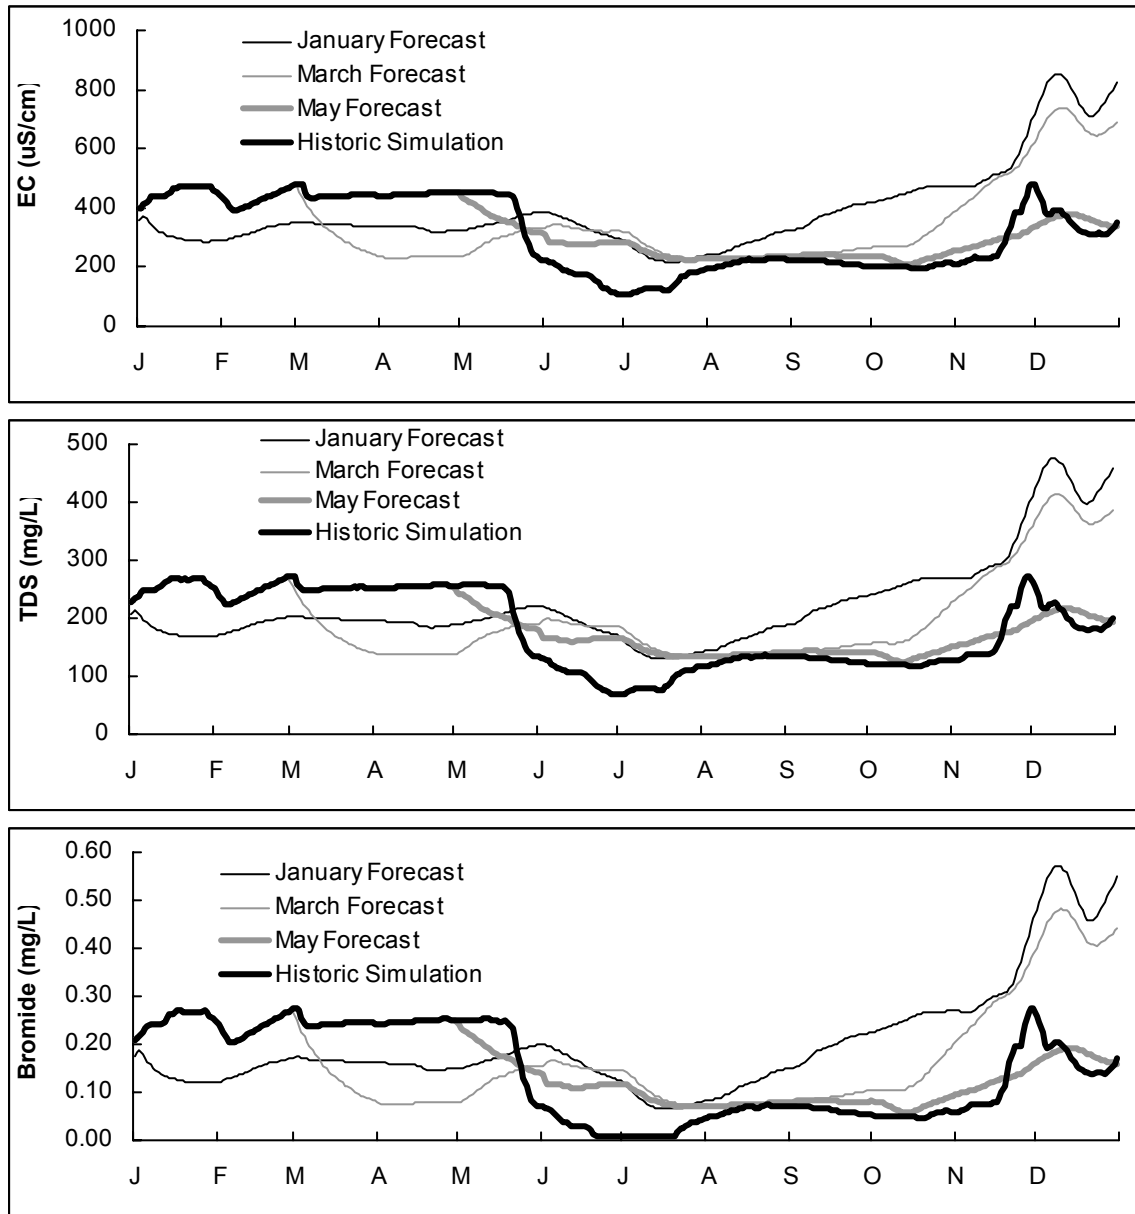 1000
800
600
400
200
0
EC (uS/cm)
January Forecast
March Forecast
May Forecast
Historic Simulation
J F M A M J J A S O N D
500
400
300
200
100
0
TDS (mg/L)
January Forecast
March Forecast
May Forecast
Historic Simulation
J F M A M J J A S O N D
0.60
0.50
0.40
0.30
0.20
0.10
0.00
Bromide (mg/L)
January Forecast
March Forecast
May Forecast
Historic Simulation
J F M A M J J A S O N D